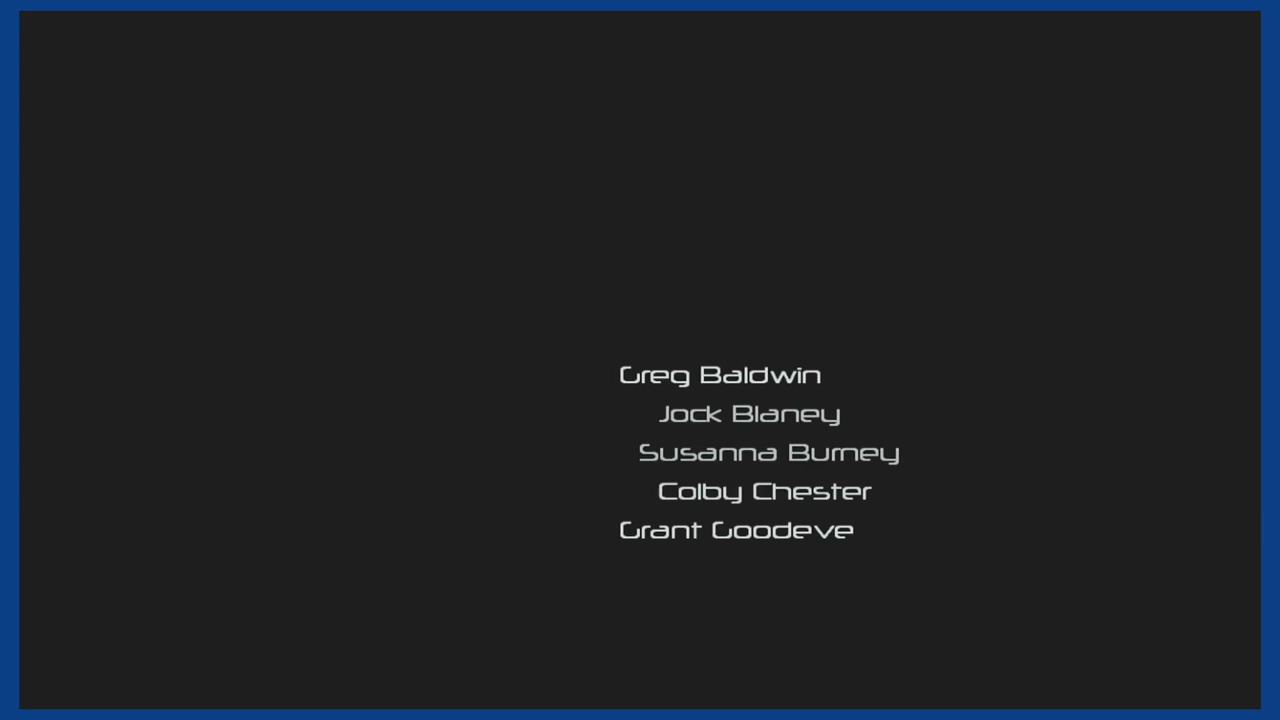 Greg Baldwin
Jock Blaney
Susanna Burney
Colby Chester
Grant Goodeve